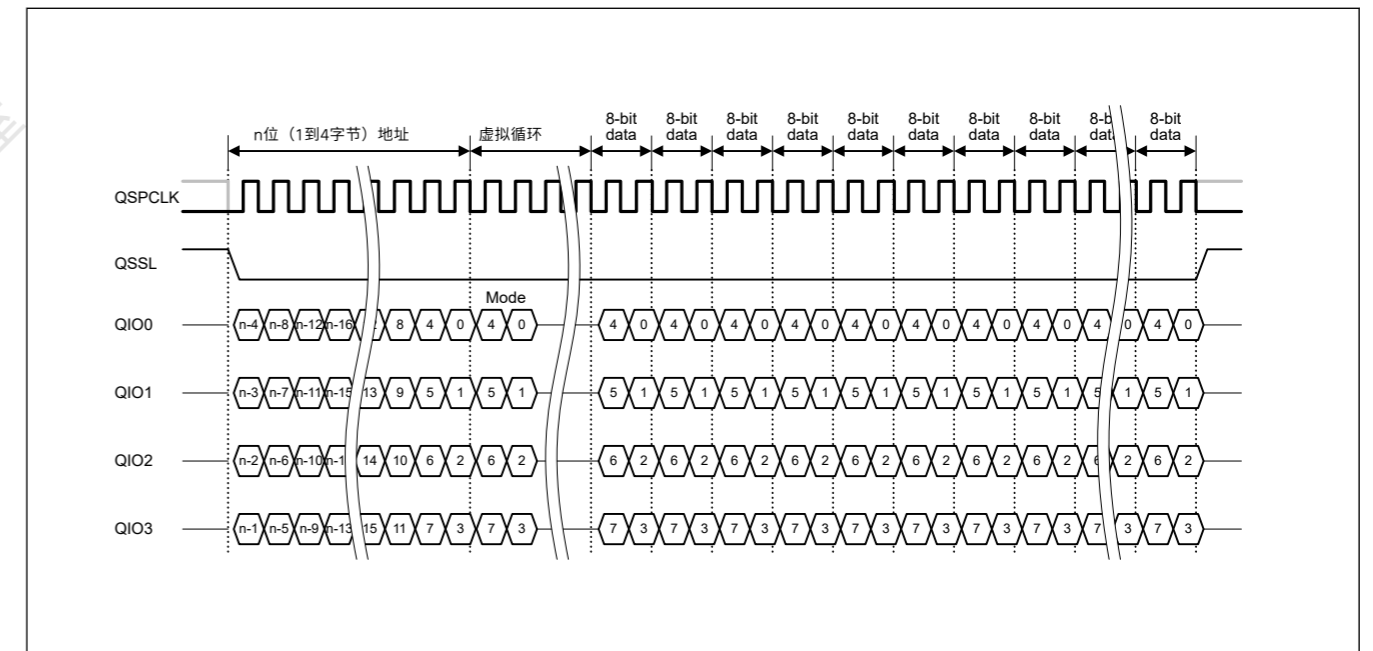 8-bit data 8-bit data 8-bit data 8-bit data 8-bit data 8-bit data 8-bit data 8-bit data 8-b data 8-bit data
n位（1到4字节）地址 虚拟循环
QSPCLK
QSSL
Mode
QIO0 n-4 n-8 n-12 n-16 8 4 0 4 0 4 0 4 0 4 0 4 0 4 0 4 0 4 0 4 0 4 0 4 0
QIO1 n-3 n-7 n-11 n-15 13 9 5 1 5 1 5 1 5 1 5 1 5 1 5 1 5 1 5 1 5 1 5 1 5 1
QIO2 n-2 n-6 n-10 n-1 14 10 6 2 6 2 6 2 6 2 6 2 6 2 6 2 6 2 6 2 6 2 6 2 6 2
QIO3 n-1 n-5 n-9 n-13 15 11 7 3 7 3 7 3 7 3 7 3 7 3 7 3 7 3 7 3 7 3 7 3 7 3